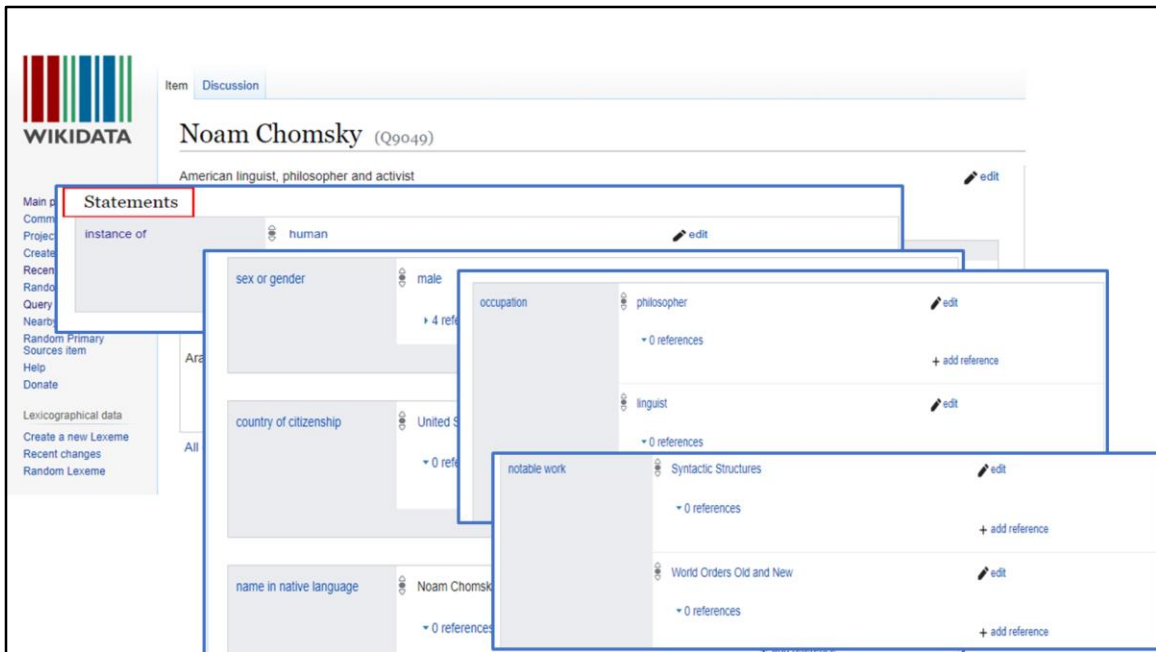 WIKIDATA
Item Discussion
Noam Chomsky (Q9049)
American linguist, philosopher and activist
edit
Main p
Comm
Projec
Create
Recen
Rando
Query
Nearby
Random Primary
Sources item
Help
Donate
Lexicographical data
Create a new Lexeme
Recent changes
Random Lexeme
Ara
All
Statements
instance of human edit
sex or gender male
4 refe
country of citizenship United S
0 refe
name in native language Noam Chomsk
0 references
occupation philosopher edit
0 references
+ add reference
linguist edit
0 references
notable work Syntactic Structures edit
0 references
+ add reference
World Orders Old and New edit
0 references
+ add reference